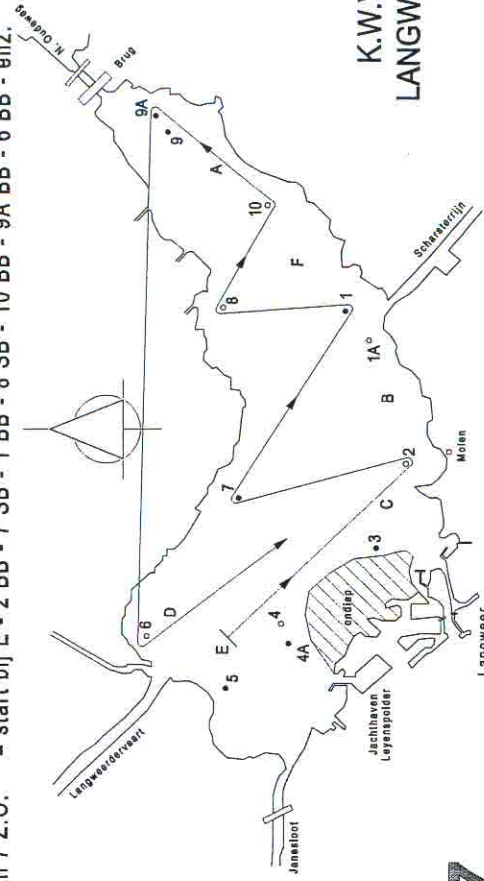 Z.O. = start bij E - 2 BB - 7 SB - 1 BB - 8 SB - 10 BB - 9A BB - 6 BB - enz.
N. Oudeweg
Brug
9A
9
A
10
8
F
K.W.
LANGW
Langweerdervaart
6
D
7
1
1A
Scharsterrijn
B
E
5
4
4A
2
C
3
Molen
ondiep
Jachthaven
Leyenspolder
Janesloot
Langweer